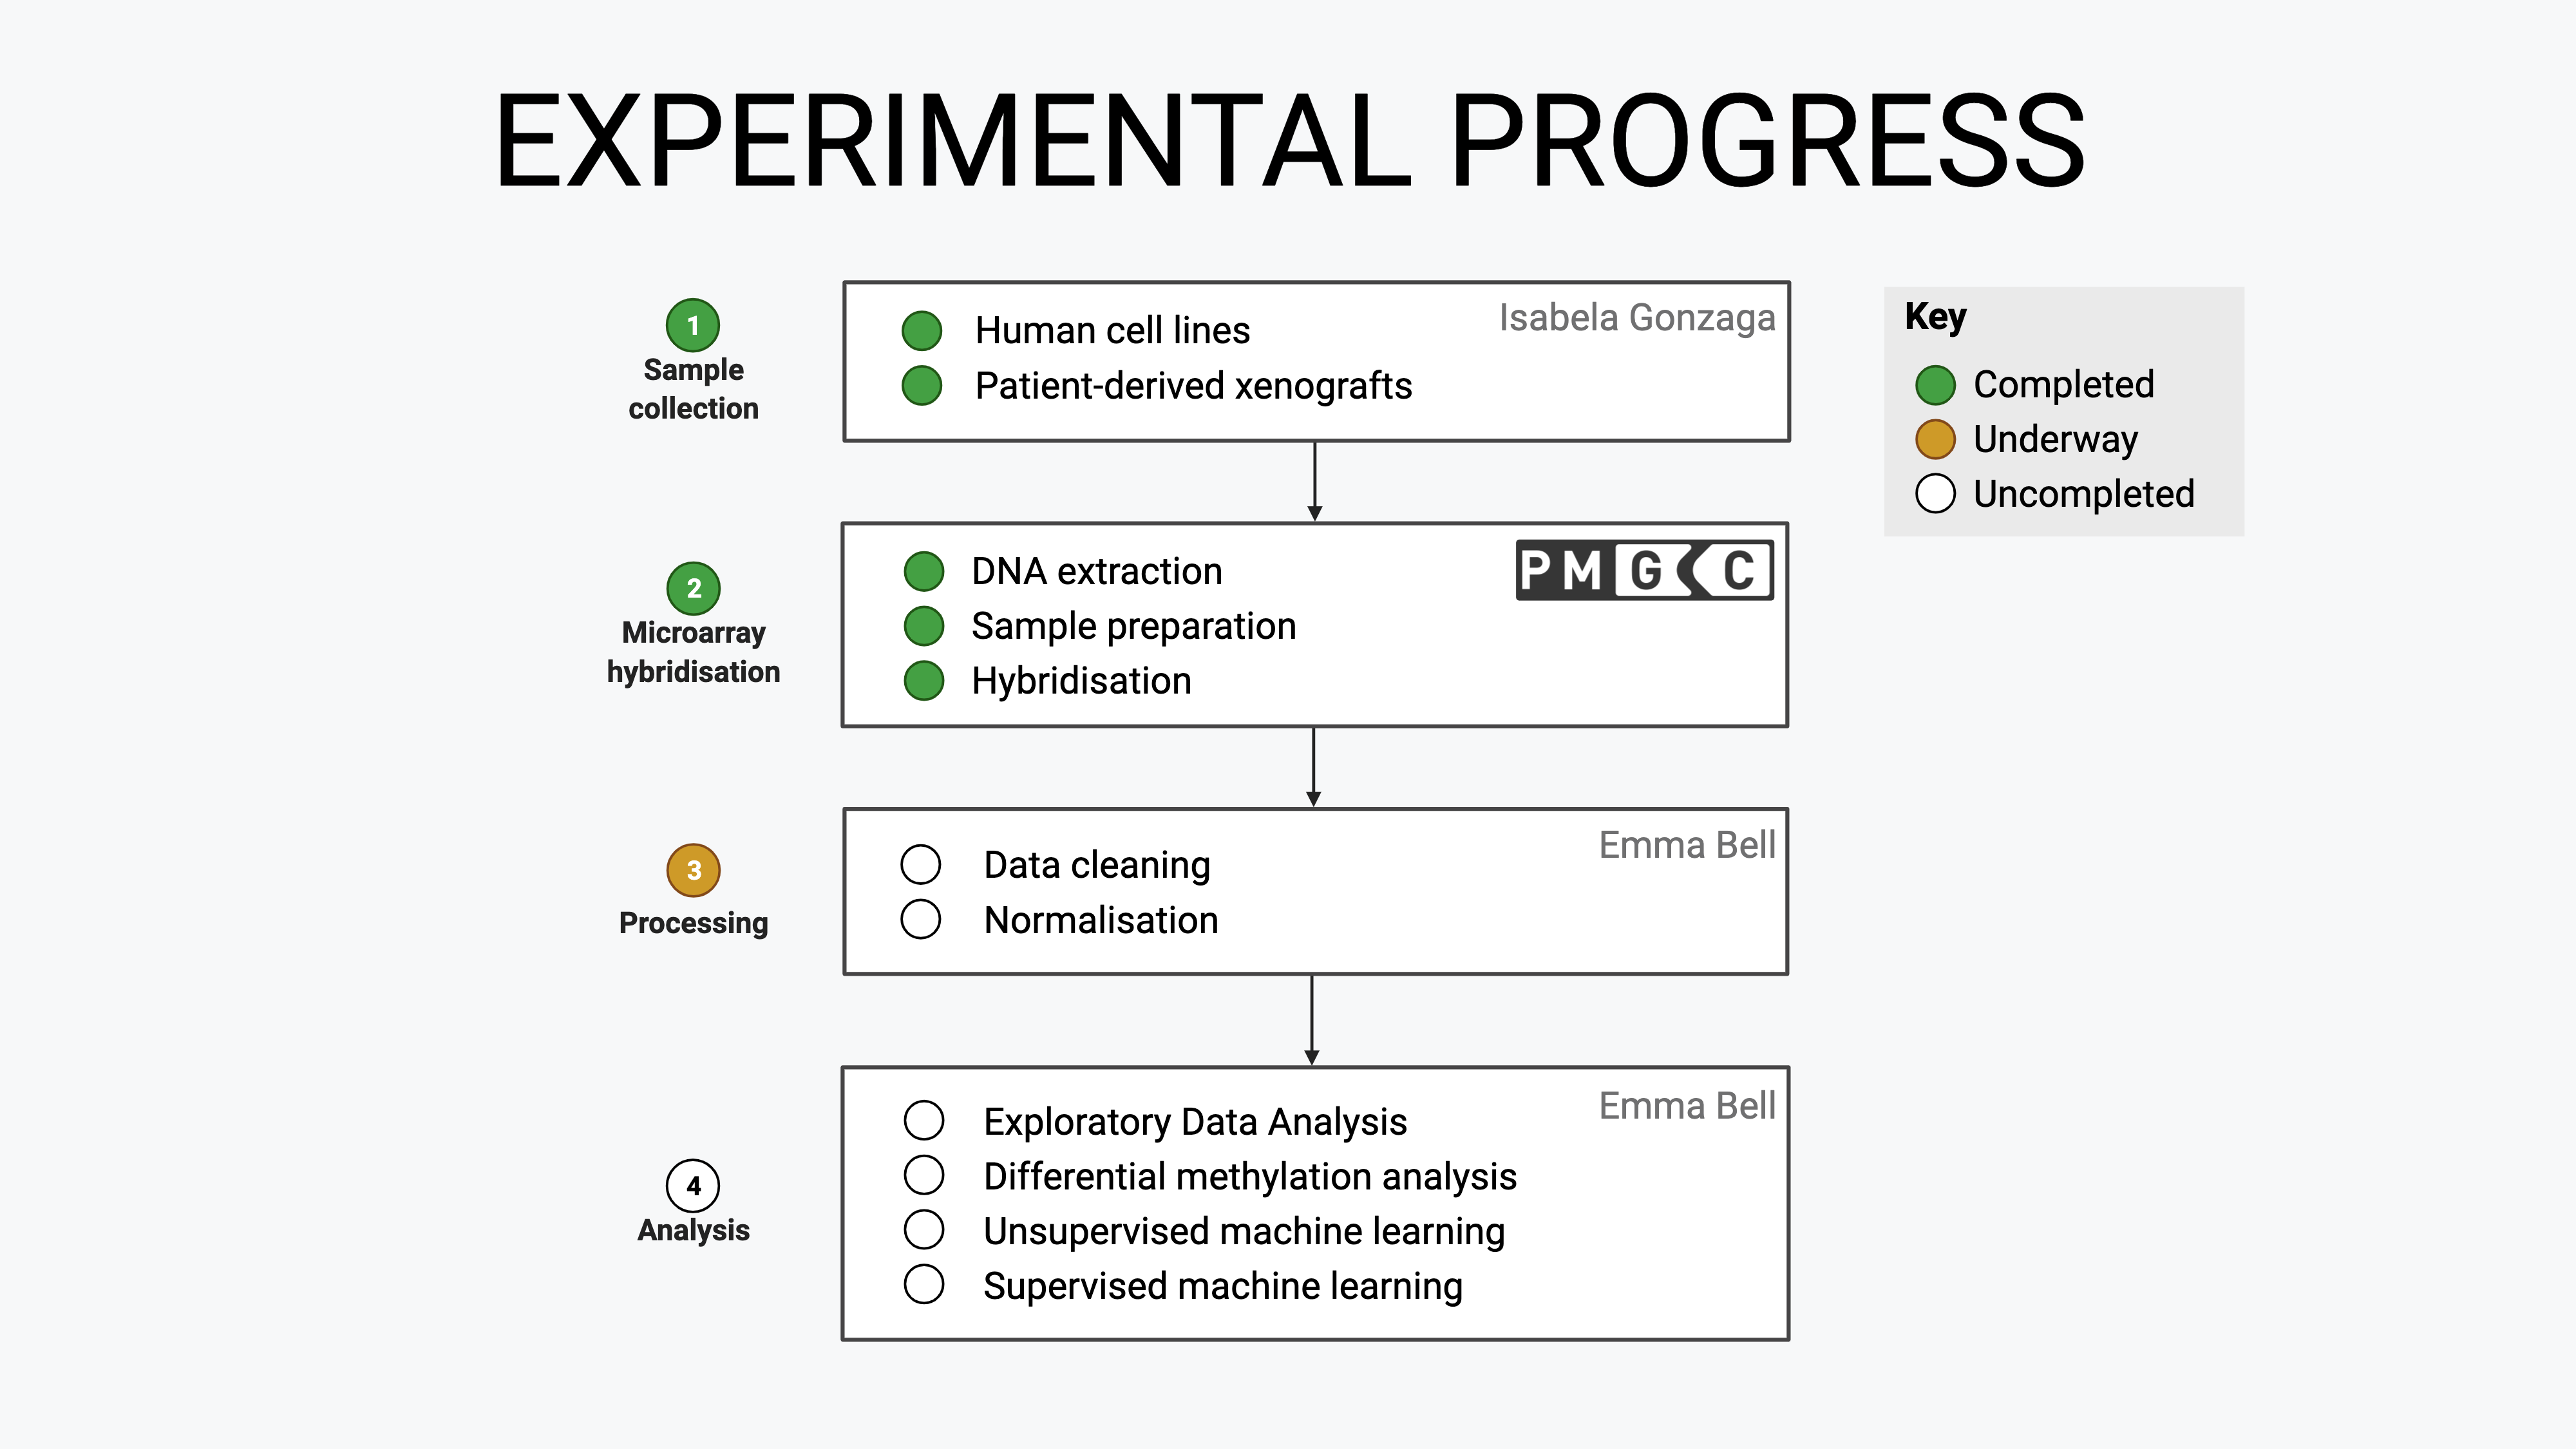 EXPERIMENTAL PROGRESS
1
Sample
collection
Human cell lines
Patient-derived xenografts
Isabela Gonzaga
Key
Completed
Underway
Uncompleted
2
Microarray
hybridisation
DNA extraction
Sample preparation
Hybridisation
PMGC
3
Processing
Data cleaning
Normalisation
Emma Bell
4
Analysis
Exploratory Data Analysis
Differential methylation analysis
Unsupervised machine learning
Supervised machine learning
Emma Bell